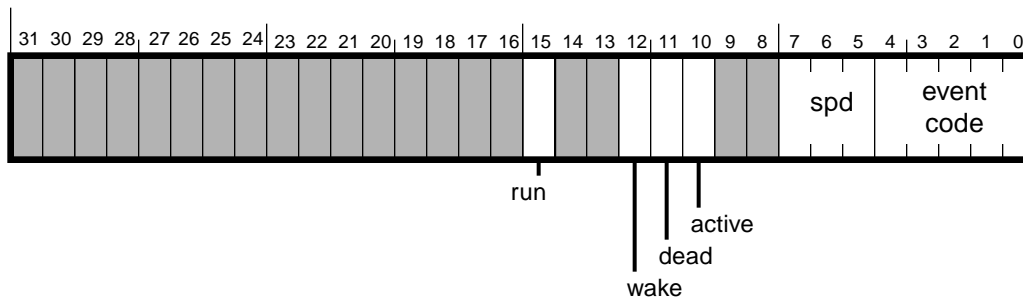 31 30 29 28 27 26 25 24 23 22 21 20 19 18 17 16 15 14 13 12 11 10 9 8 7 6 5 4 3 2 1 0
spd
event
code
run
active
dead
wake